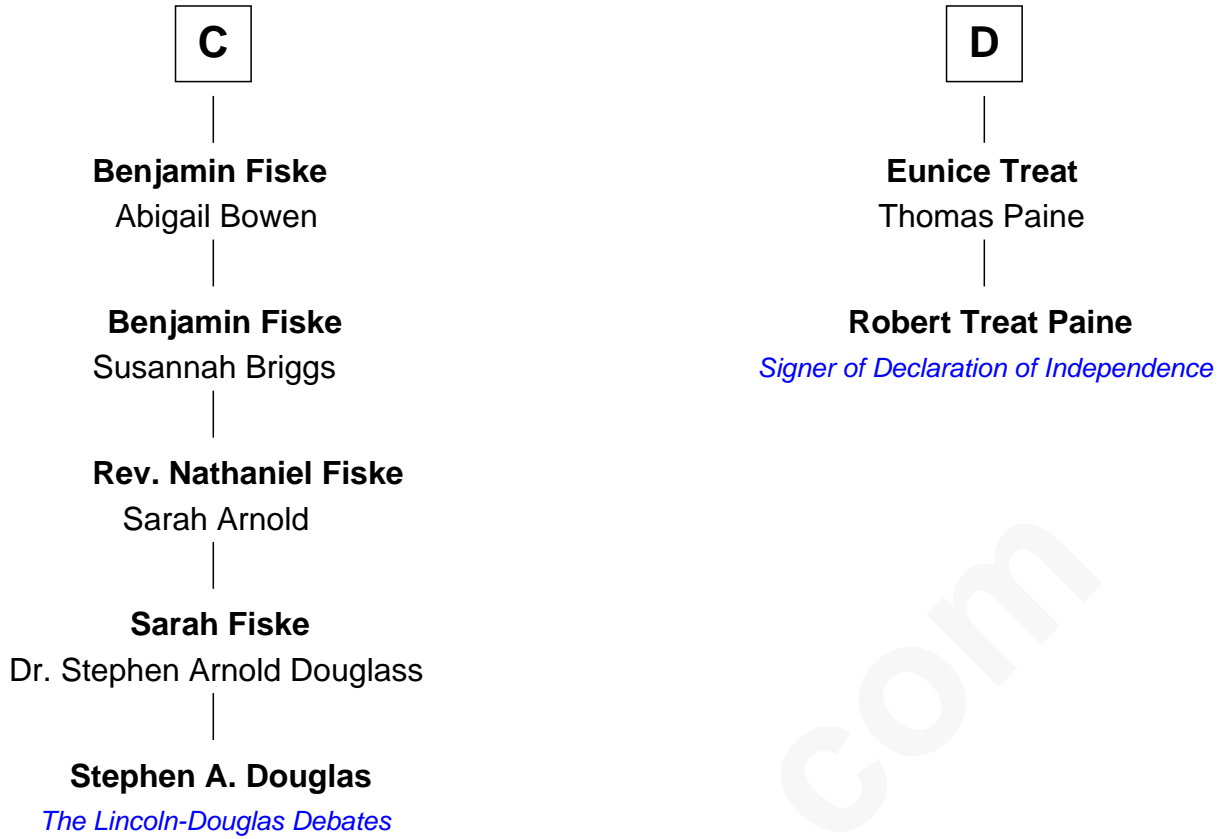 C
Benjamin Fiske
Abigail Bowen
Benjamin Fiske
Susannah Briggs
Rev. Nathaniel Fiske
Sarah Arnold
Sarah Fiske
Dr. Stephen Arnold Douglass
Stephen A. Douglas
The Lincoln-Douglas Debates
D
Eunice Treat
Thomas Paine
Robert Treat Paine
Signer of Declaration of Independence
com